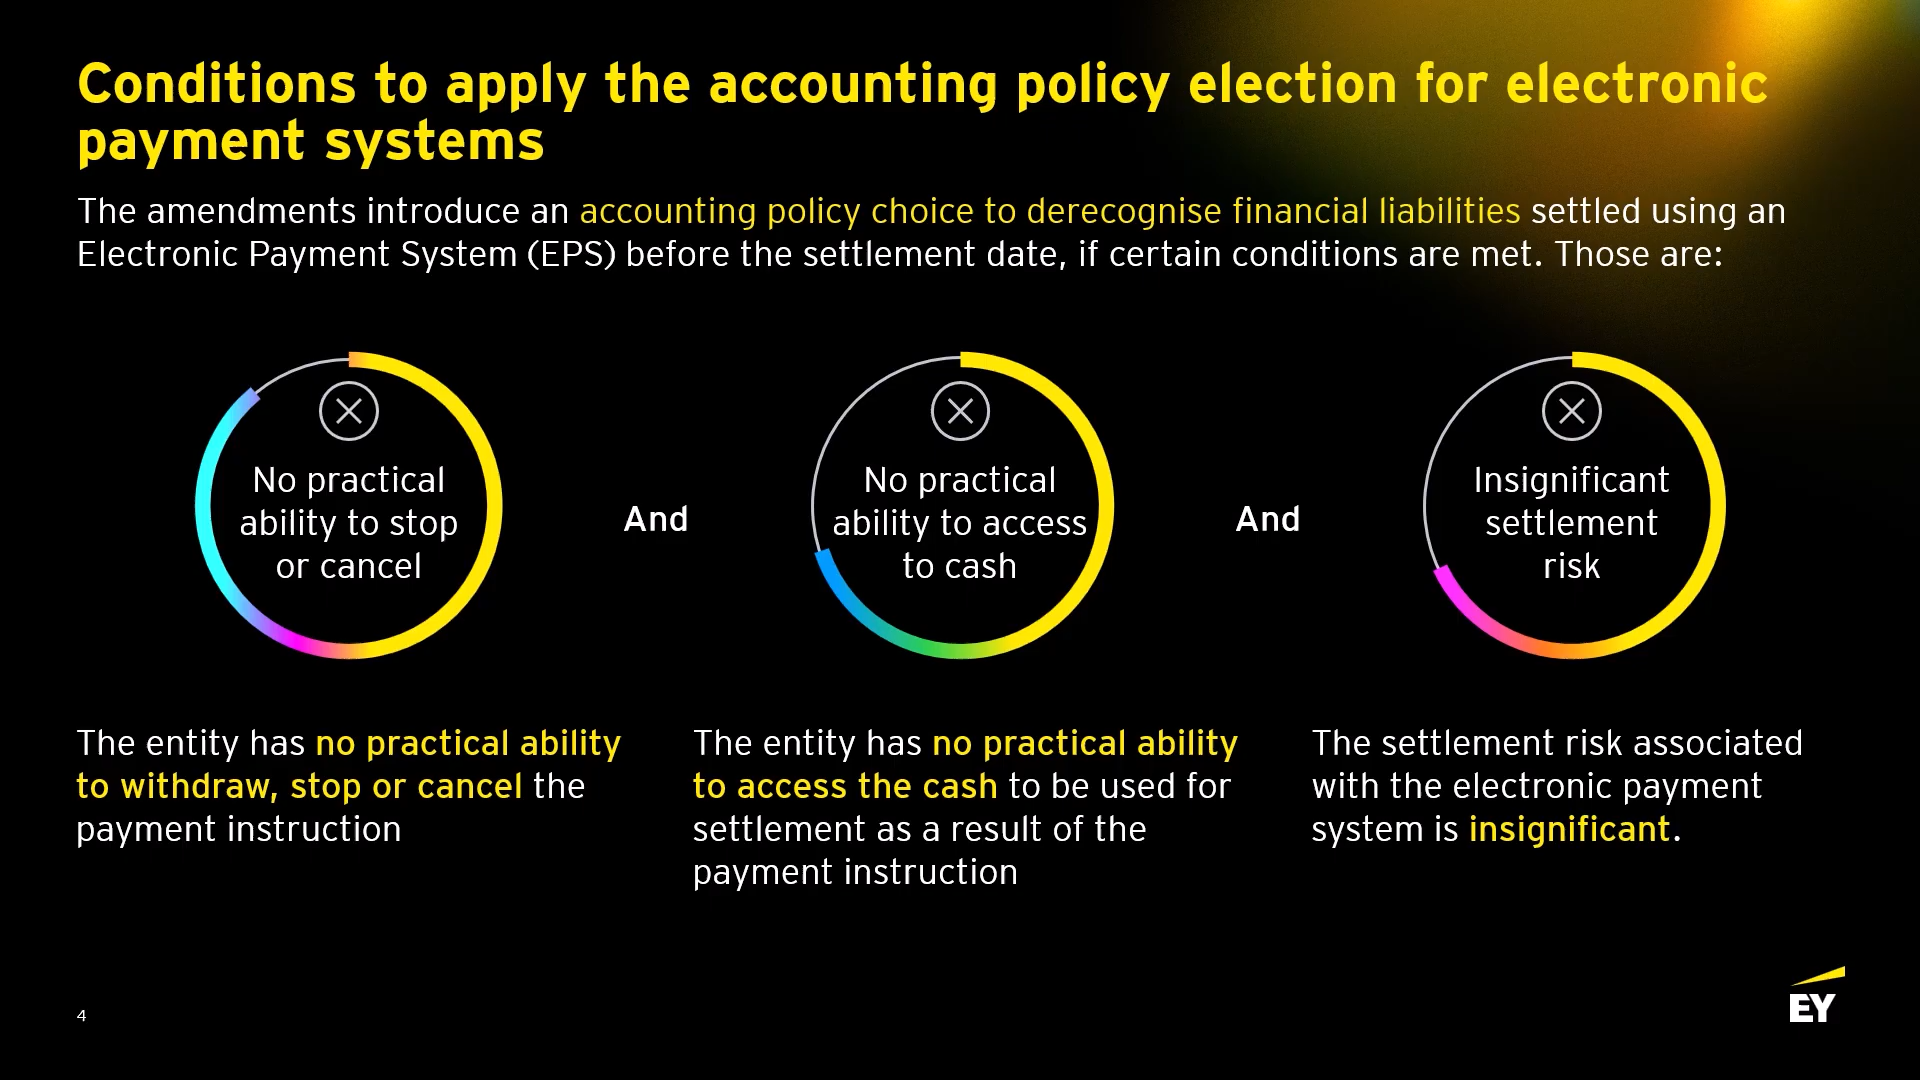 Conditions to apply the accounting policy election for electronic
payment systems
The amendments introduce an accounting policy choice to derecognise financial liabilities settled using an
Electronic Payment System (EPS) before the settlement date, if certain conditions are met. Those are:
No practical
ability to stop
or cancel
And
No practical
ability to access
to cash
And
Insignificant
settlement
risk
The entity has no practical ability
to withdraw, stop or cancel the
payment instruction
The entity has no practical ability
to access the cash to be used for
settlement as a result of the
payment instruction
The settlement risk associated
with the electronic payment
system is insignificant.
4
EY